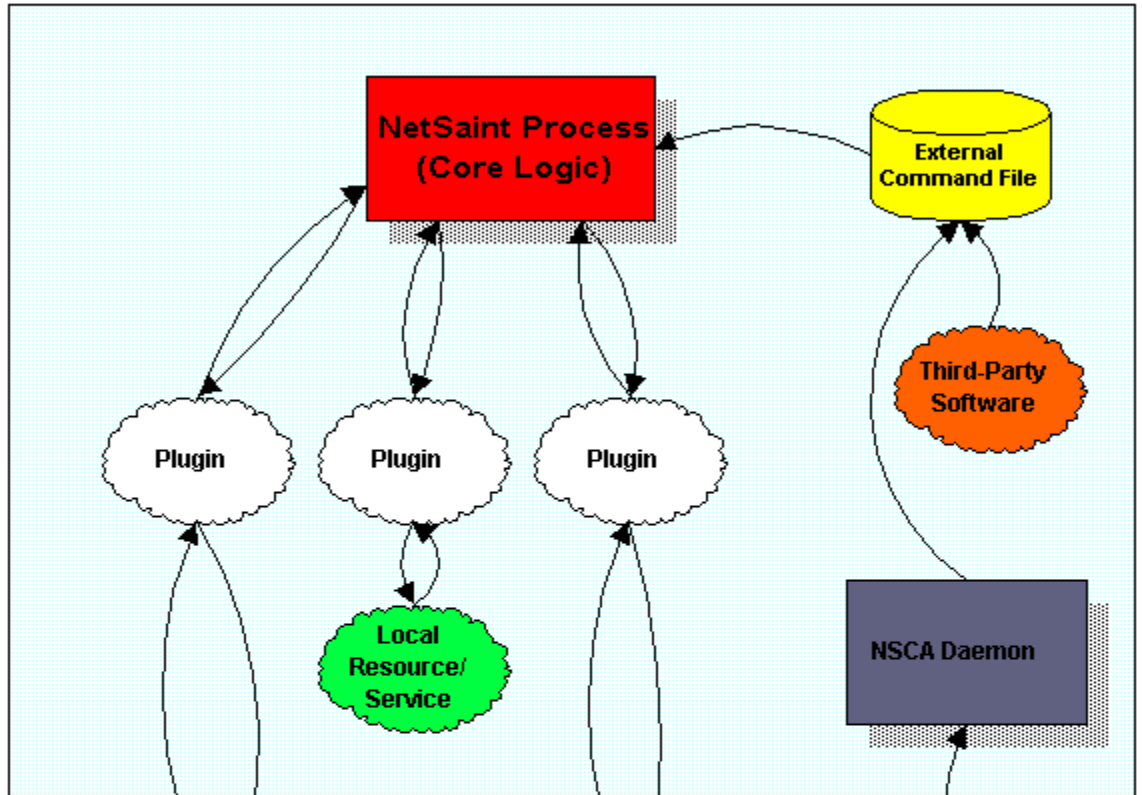 NetSaint Process
(Core Logic)
External
Command File
Third-Party
Software
Plugin
Plugin
Plugin
Local
Resource/
Service
NSCA Daemon